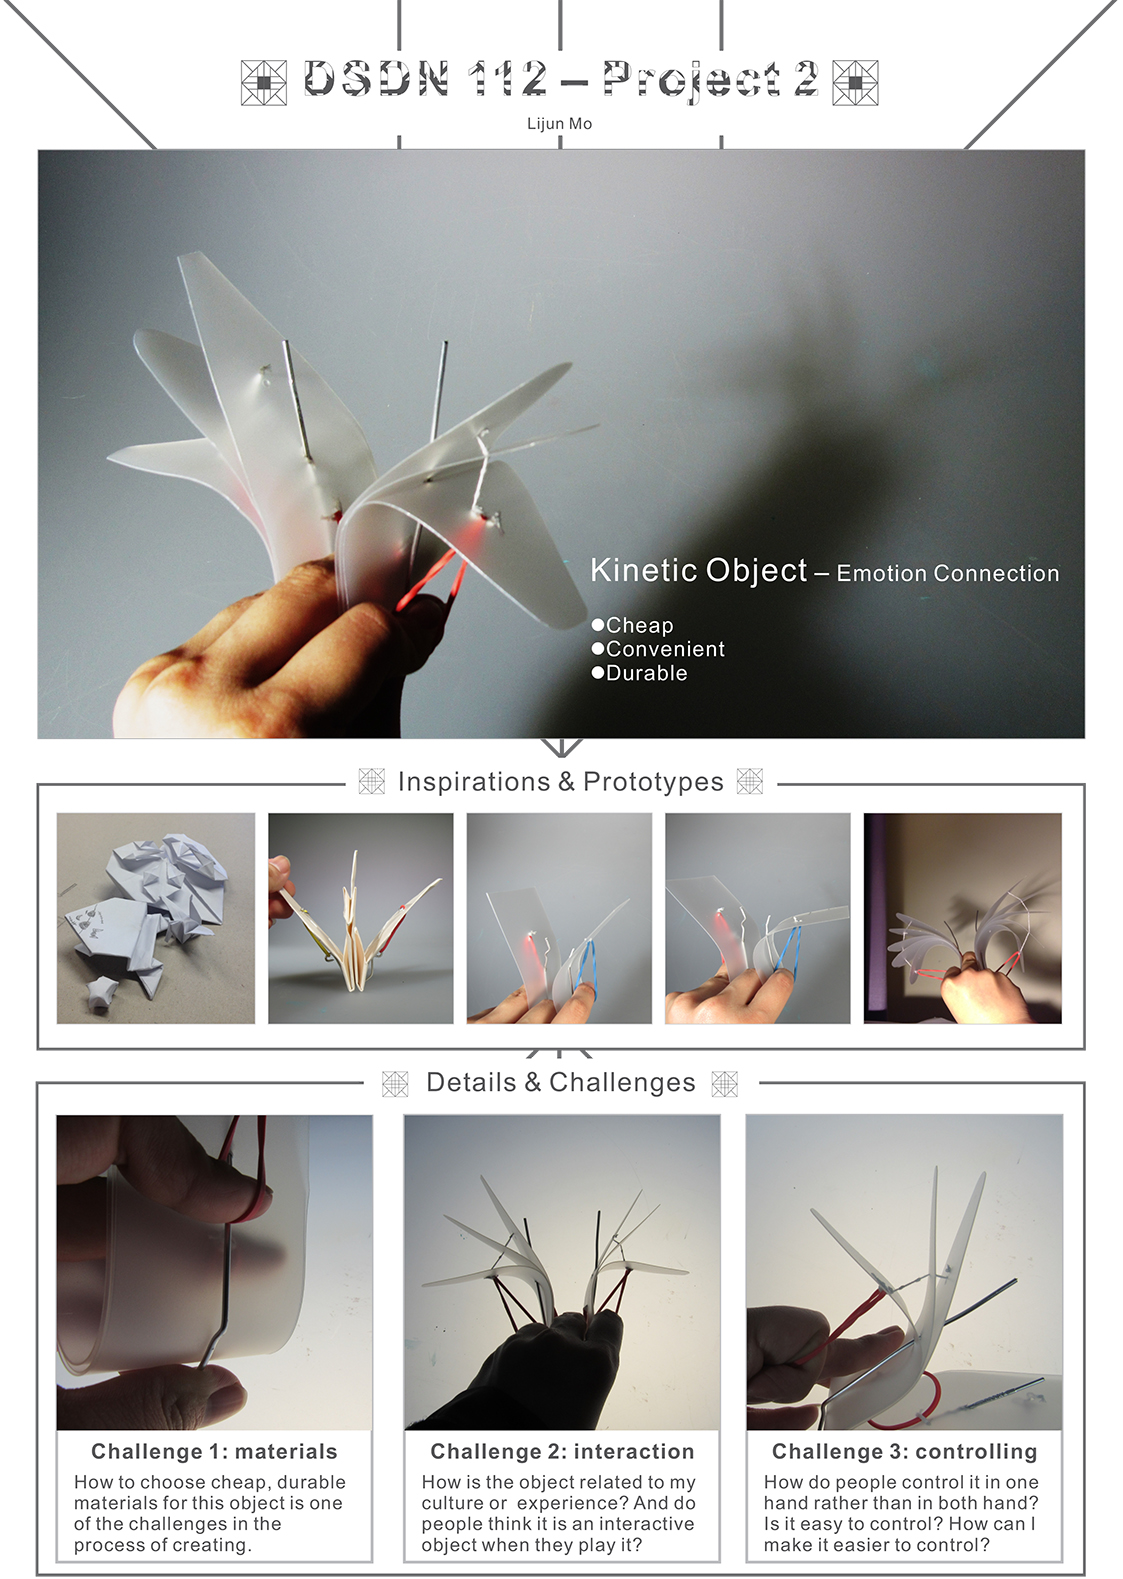 DSDN 112 – Project 2
Lijun Mo
Kinetic Object – Emotion Connection
●Cheap
●Convenient
●Durable
Inspirations & Prototypes
Details & Challenges
Challenge 1: materials
How to choose cheap, durable
materials for this object is one
of the challenges in the
process of creating.
Challenge 2: interaction
How is the object related to my
culture or  experience? And do
people think it is an interactive
object when they play it?
Challenge 3: controlling
How do people control it in one
hand rather than in both hand?
Is it easy to control? How can I
make it easier to control?